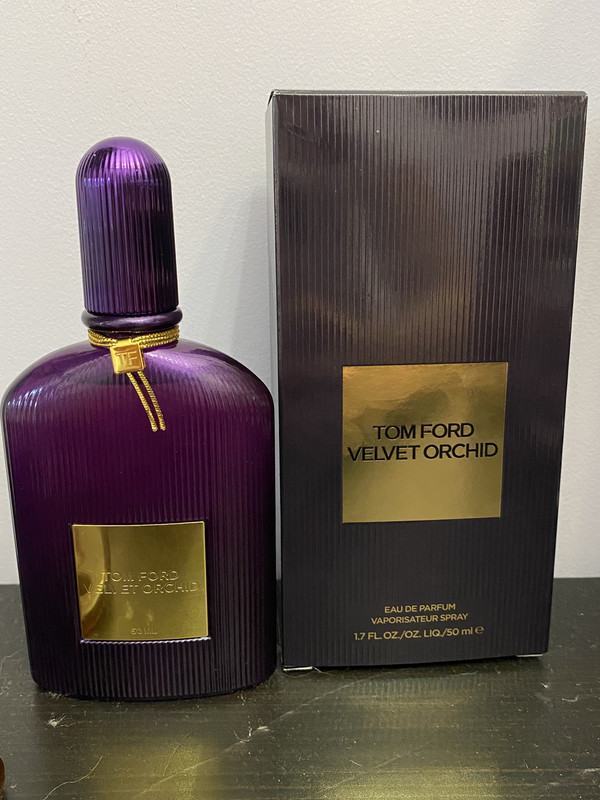 TF
TOM FORD
VELVET ORCHID
50 ML
TOM FORD
VELVET ORCHID
EAU DE PARFUM
VAPORISATEUR SPRAY
1.7 FL. OZ./OZ. LIQ./50 ml ℮